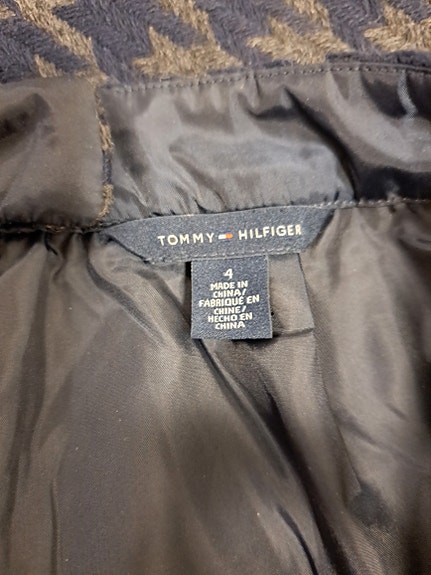 TOMMY HILFIGER
4
MADE IN
CHINA/
FABRIQUÉ EN
CHINE/
HECHO EN
CHINA